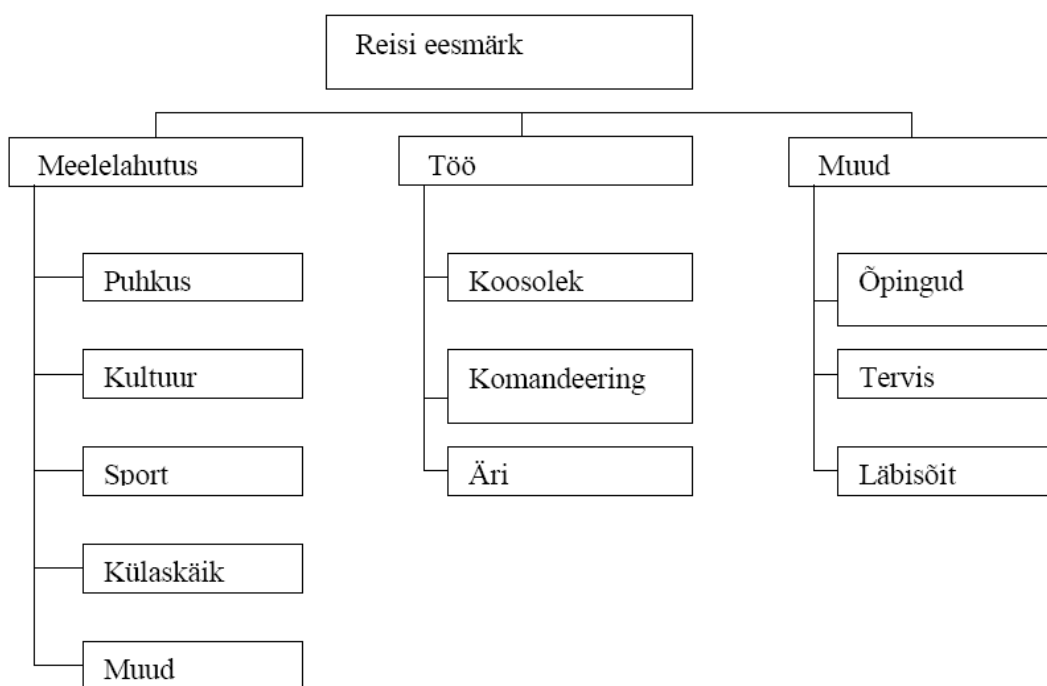 Reisi eesmärk
Meelelahutus
Töö
Muud
Puhkus
Koosolek
Õpingud
Kultuur
Komandeering
Tervis
Sport
Äri
Läbisõit
Külaskäik
Muud